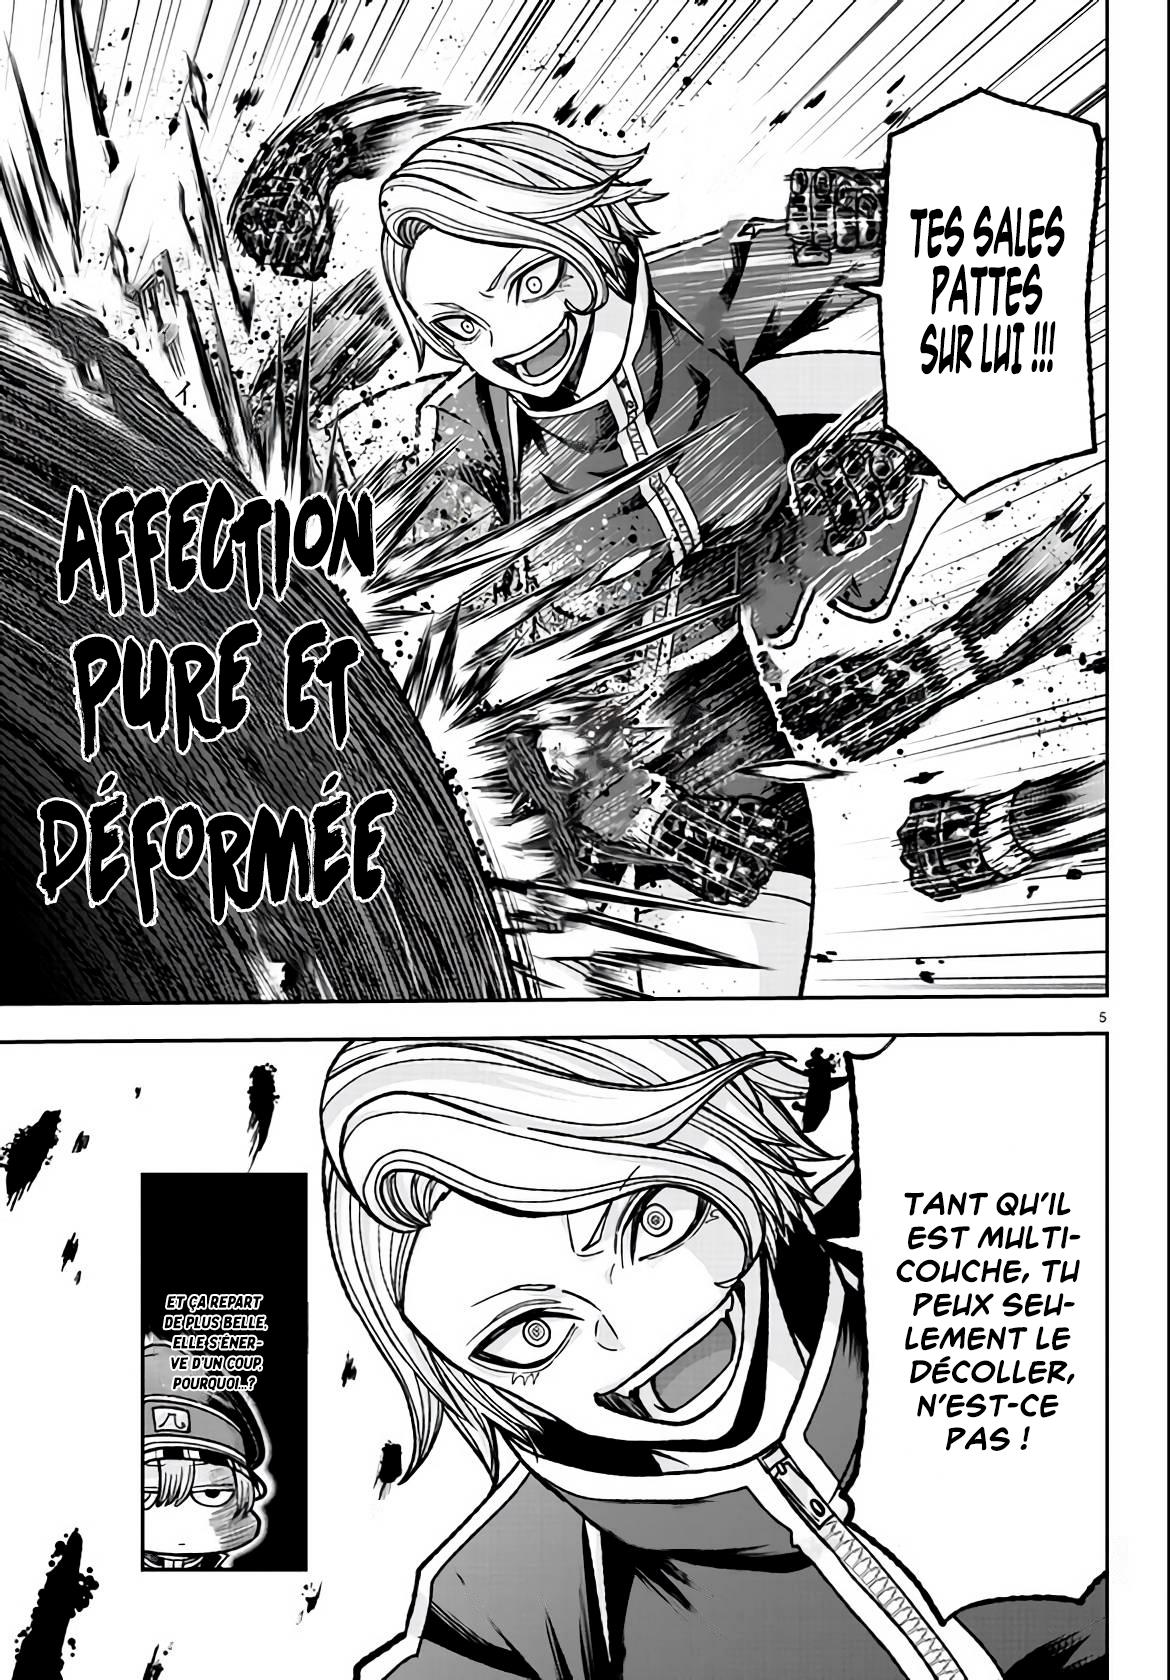 TES SALES
PATTES
SUR LUI !!!
AFFECTION
PURE ET
DÉFORMÉE
5
TANT QU'IL
EST MULTI-
COUCHE, TU
PEUX SEU-
LEMENT LE
DÉCOLLER,
N'EST-CE
PAS !
ET ÇA REPART
DE PLUS BELLE,
ELLE S'ÉNER-
VE D'UN COUP.
POURQUOI...?
八